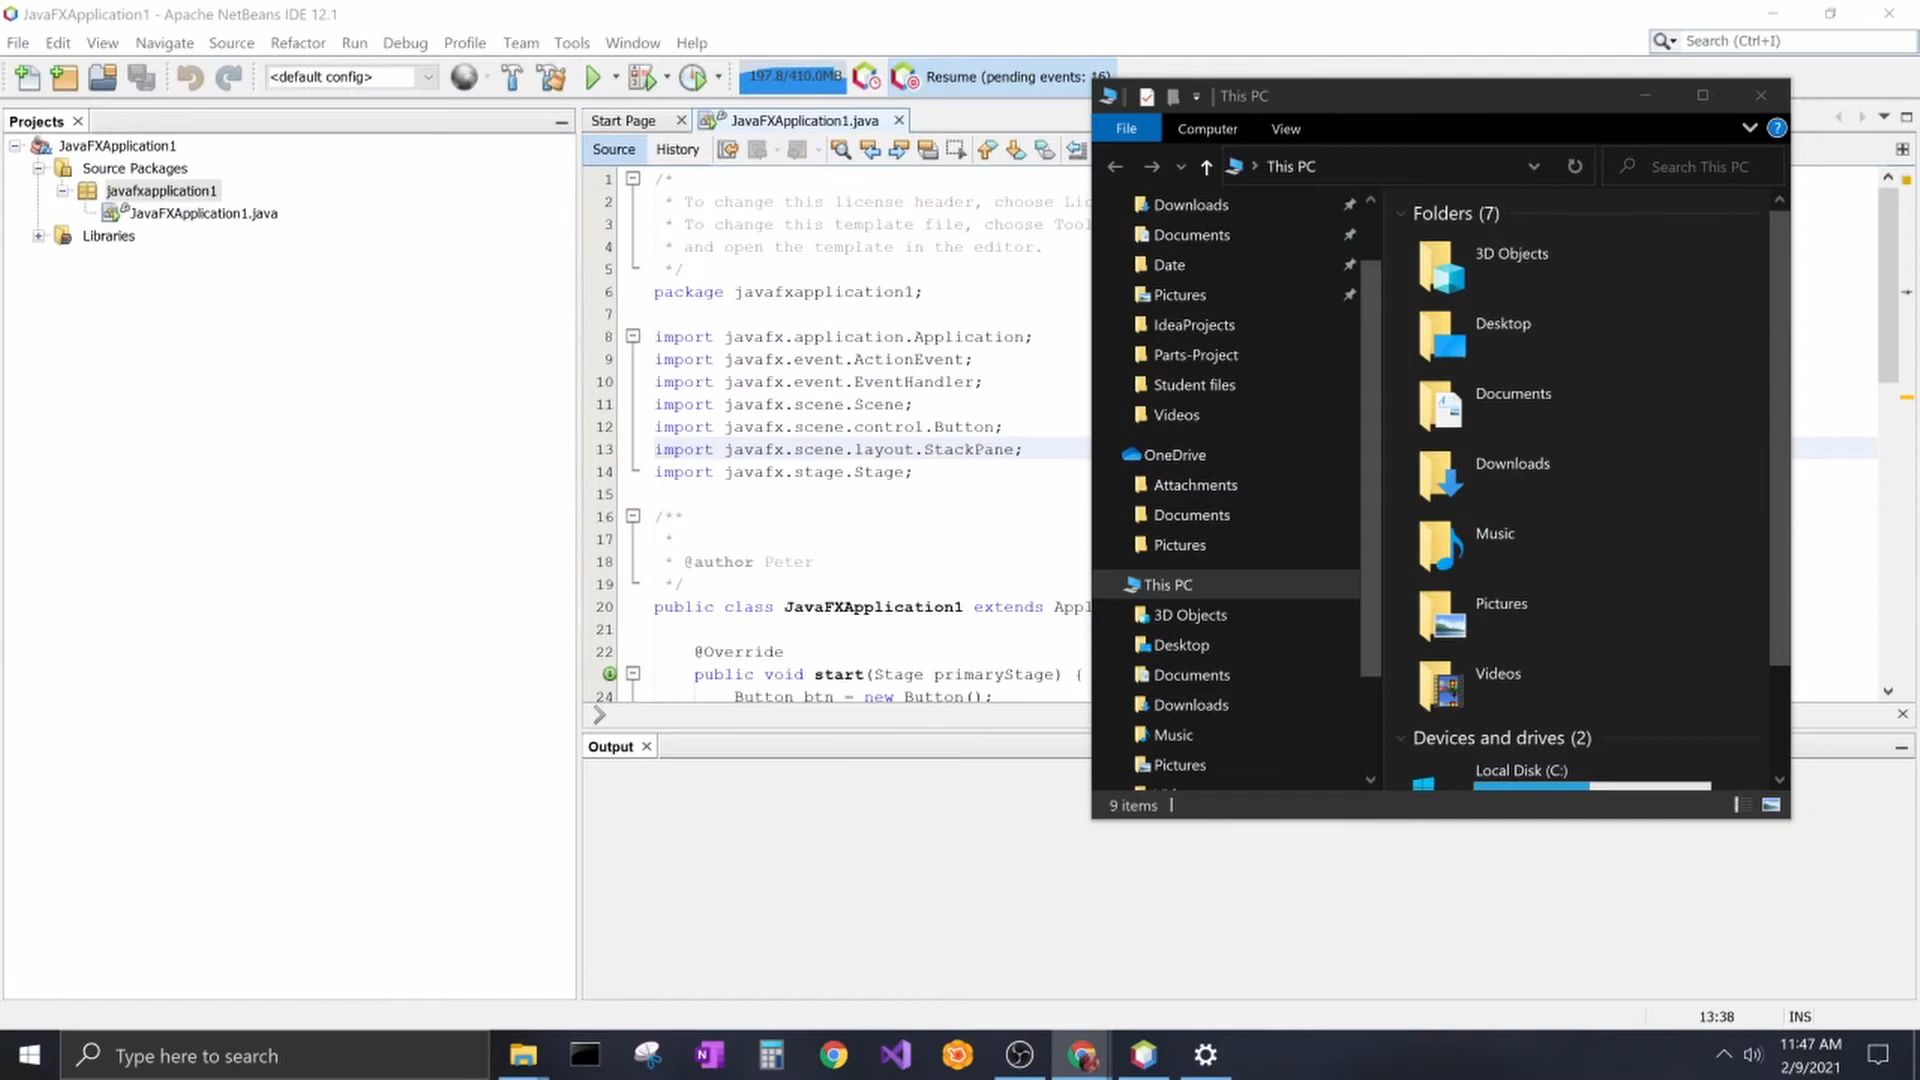 JavaFXApplication1 - Apache NetBeans IDE 12.1
File Edit View Navigate Source Refactor Run Debug Profile Team Tools Window Help
Search (Ctrl+I)
<default config>
197.8/410.0MB
Resume (pending events: 16)
Projects
JavaFXApplication1
Source Packages
javafxapplication1
JavaFXApplication1.java
Libraries
Start Page
JavaFXApplication1.java
Source History
1 /*
2 * To change this license header, choose Lic
3 * To change this template file, choose Tool
4 * and open the template in the editor.
5 */
6 package javafxapplication1;
7
8 import javafx.application.Application;
9 import javafx.event.ActionEvent;
10 import javafx.event.EventHandler;
11 import javafx.scene.Scene;
12 import javafx.scene.control.Button;
13 import javafx.scene.layout.StackPane;
14 import javafx.stage.Stage;
15
16 /**
17 *
18 * @author Peter
19 */
20 public class JavaFXApplication1 extends Appl
21
22 @Override
public void start(Stage primaryStage) {
24 Button btn = new Button();
Output
This PC
File Computer View
This PC
Search This PC
Downloads
Documents
Date
Pictures
IdeaProjects
Parts-Project
Student files
Videos
OneDrive
Attachments
Documents
Pictures
This PC
3D Objects
Desktop
Documents
Downloads
Music
Pictures
Folders (7)
3D Objects
Desktop
Documents
Downloads
Music
Pictures
Videos
Devices and drives (2)
Local Disk (C:)
9 items
13:38 INS
Type here to search
11:47 AM
2/9/2021